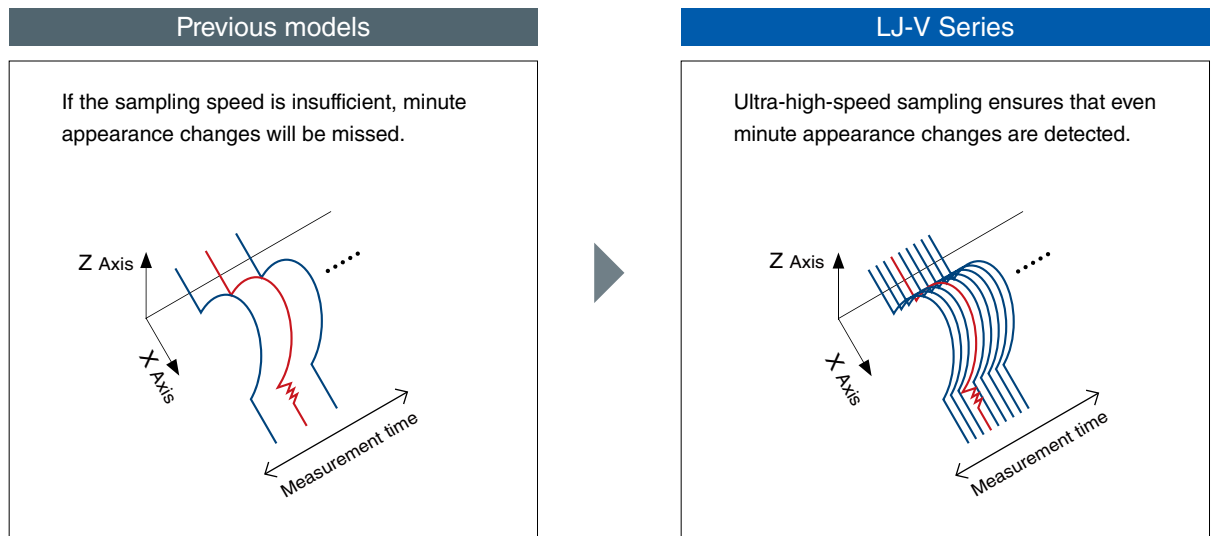 Previous models
If the sampling speed is insufficient, minute
appearance changes will be missed.
Z Axis
X Axis
Measurement time
LJ-V Series
Ultra-high-speed sampling ensures that even
minute appearance changes are detected.
Z Axis
X Axis
Measurement time